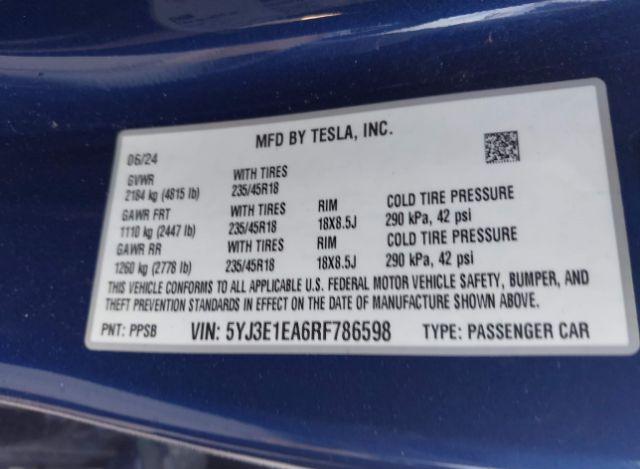 MFD BY TESLA, INC.
06/24
GVWR WITH TIRES
2184 kg (4815 lb) 235/45R18
GAWR FRT WITH TIRES RIM COLD TIRE PRESSURE
1110 kg (2447 lb) 235/45R18 18X8.5J 290 kPa, 42 psi
GAWR RR WITH TIRES RIM COLD TIRE PRESSURE
1260 kg (2778 lb) 235/45R18 18X8.5J 290 kPa, 42 psi
THIS VEHICLE CONFORMS TO ALL APPLICABLE U.S. FEDERAL MOTOR VEHICLE SAFETY, BUMPER, AND
THEFT PREVENTION STANDARDS IN EFFECT ON THE DATE OF MANUFACTURE SHOWN ABOVE.
PNT: PPSB VIN: 5YJ3E1EA6RF786598 TYPE: PASSENGER CAR